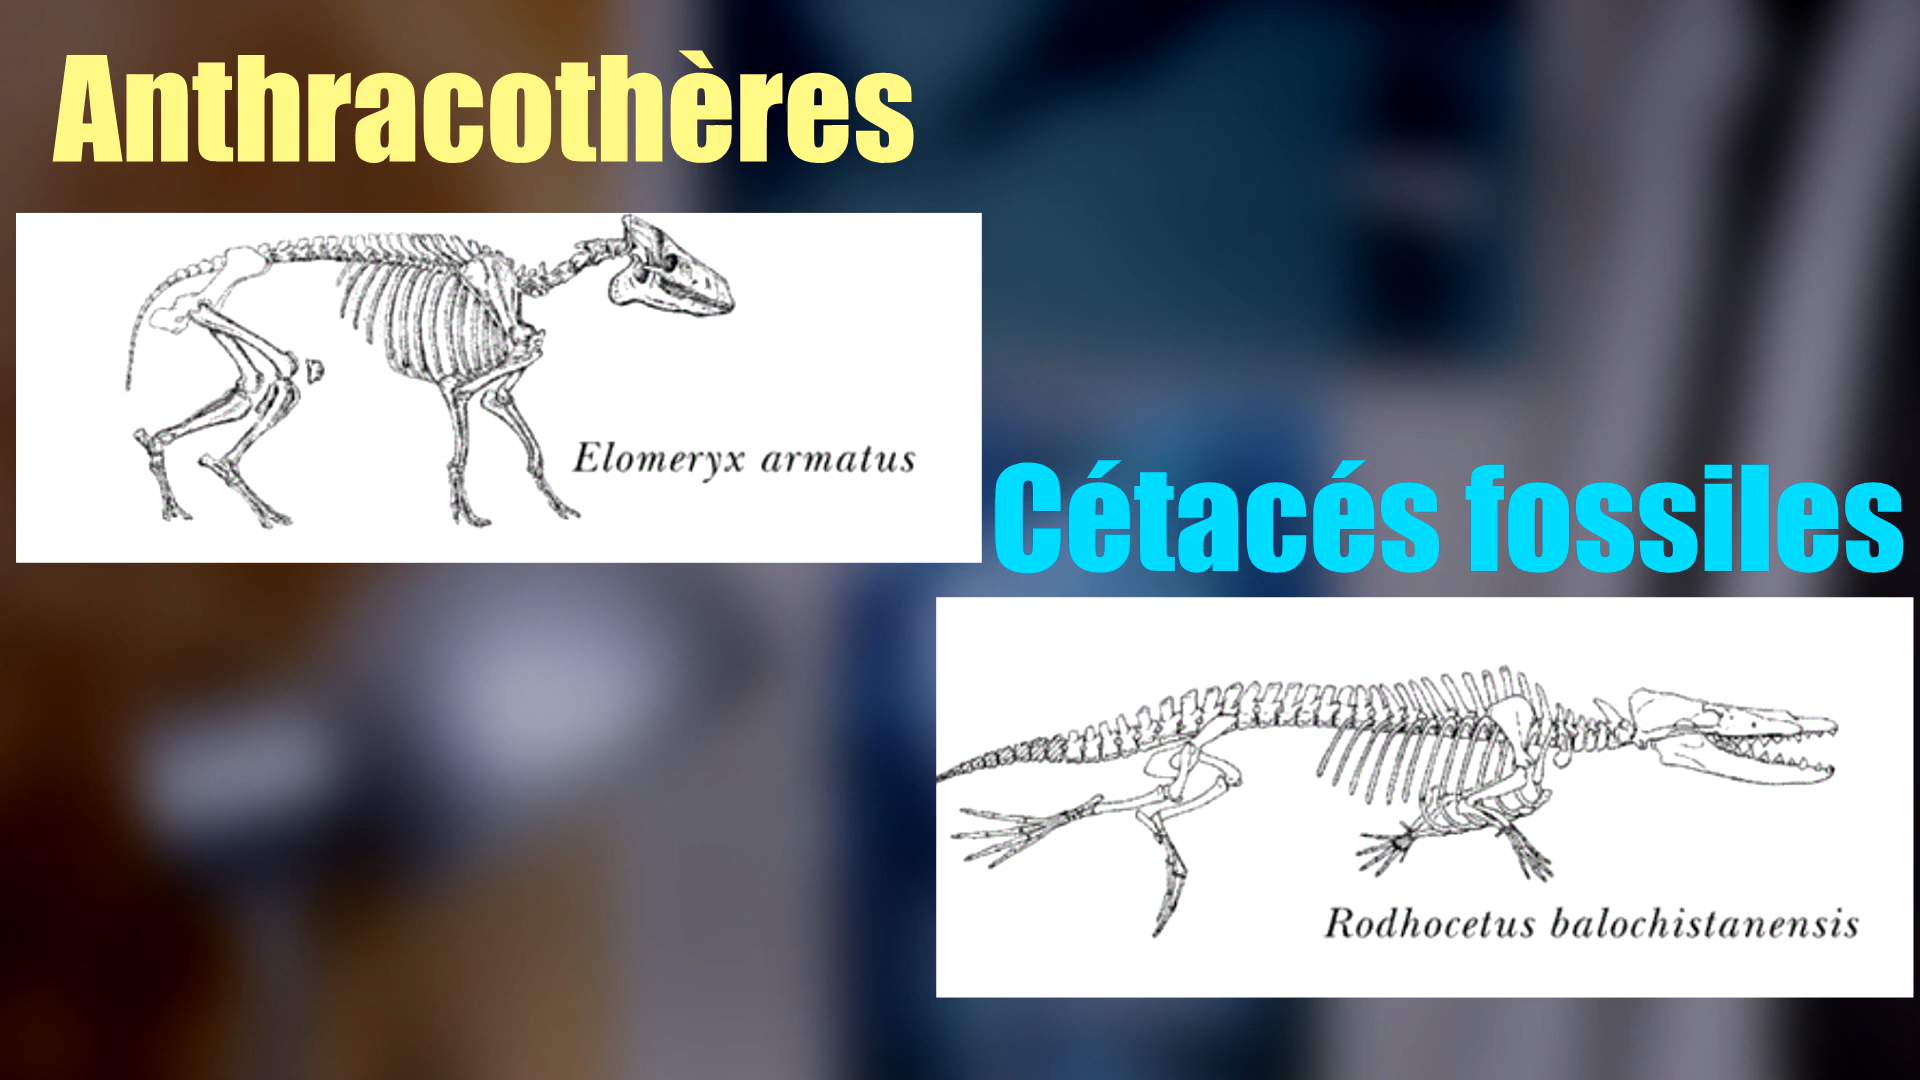 Anthracothères
Elomeryx armatus
Cétacés fossiles
Rodhocetus balochistanensis